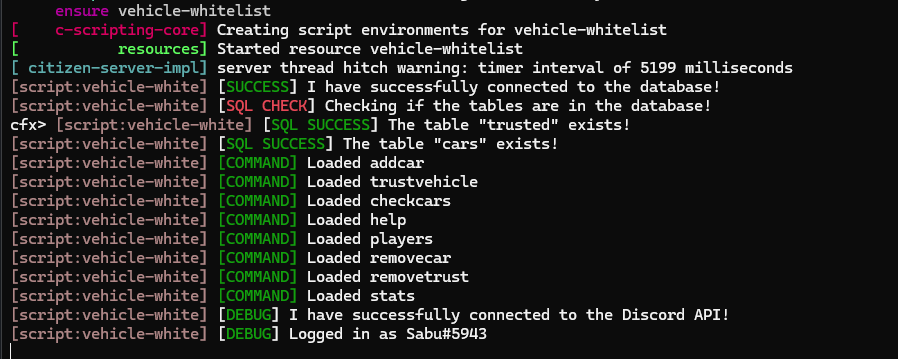 ensure vehicle-whitelist
[    c-scripting-core] Creating script environments for vehicle-whitelist
[           resources] Started resource vehicle-whitelist
[ citizen-server-impl] server thread hitch warning: timer interval of 5199 milliseconds
[script:vehicle-white] [SUCCESS] I have successfully connected to the database!
[script:vehicle-white] [SQL CHECK] Checking if the tables are in the database!
cfx> [script:vehicle-white] [SQL SUCCESS] The table "trusted" exists!
[script:vehicle-white] [SQL SUCCESS] The table "cars" exists!
[script:vehicle-white] [COMMAND] Loaded addcar
[script:vehicle-white] [COMMAND] Loaded trustvehicle
[script:vehicle-white] [COMMAND] Loaded checkcars
[script:vehicle-white] [COMMAND] Loaded help
[script:vehicle-white] [COMMAND] Loaded players
[script:vehicle-white] [COMMAND] Loaded removecar
[script:vehicle-white] [COMMAND] Loaded removetrust
[script:vehicle-white] [COMMAND] Loaded stats
[script:vehicle-white] [DEBUG] I have successfully connected to the Discord API!
[script:vehicle-white] [DEBUG] Logged in as Sabu#5943